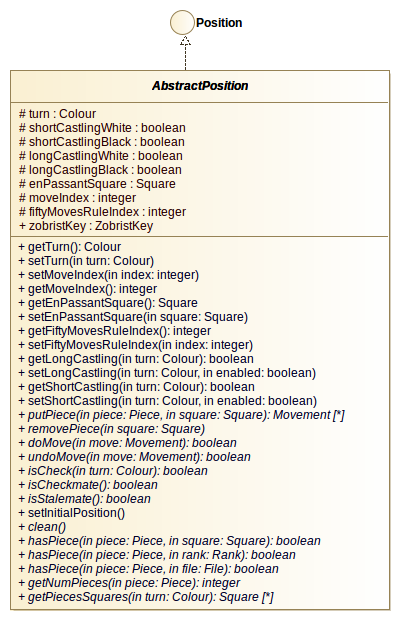 Position
AbstractPosition
# turn : Colour
# shortCastlingWhite : boolean
# shortCastlingBlack : boolean
# longCastlingWhite : boolean
# longCastlingBlack : boolean
# enPassantSquare : Square
# moveIndex : integer
# fiftyMovesRuleIndex : integer
+ zobristKey : ZobristKey
+ getTurn(): Colour
+ setTurn(in turn: Colour)
+ setMoveIndex(in index: integer)
+ getMoveIndex(): integer
+ getEnPassantSquare(): Square
+ setEnPassantSquare(in square: Square)
+ getFiftyMovesRuleIndex(): integer
+ setFiftyMovesRuleIndex(in index: integer)
+ getLongCastling(in turn: Colour): boolean
+ setLongCastling(in turn: Colour, in enabled: boolean)
+ getShortCastling(in turn: Colour): boolean
+ setShortCastling(in turn: Colour, in enabled: boolean)
+ putPiece(in piece: Piece, in square: Square): Movement [*]
+ removePiece(in square: Square)
+ doMove(in move: Movement): boolean
+ undoMove(in move: Movement): boolean
+ isCheck(in turn: Colour): boolean
+ isCheckmate(): boolean
+ isStalemate(): boolean
+ setInitialPosition()
+ clean()
+ hasPiece(in piece: Piece, in square: Square): boolean
+ hasPiece(in piece: Piece, in rank: Rank): boolean
+ hasPiece(in piece: Piece, in file: File): boolean
+ getNumPieces(in piece: Piece): integer
+ getPiecesSquares(in turn: Colour): Square [*]